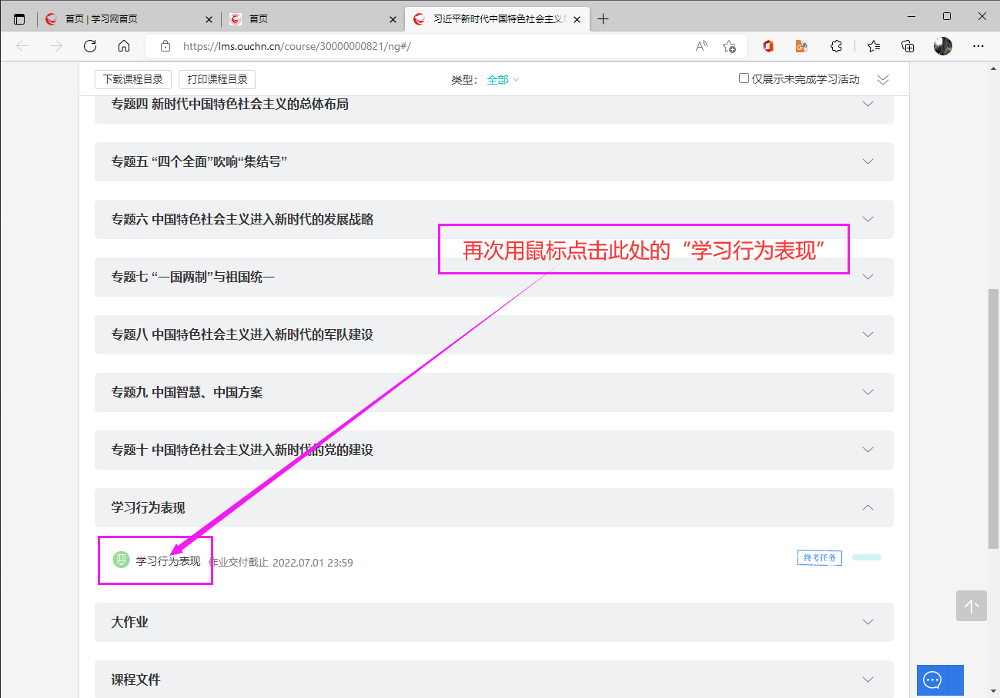 首页 | 学习网首页
首页
习近平新时代中国特色社会主义
https://lms.ouchn.cn/course/30000000821/ng#/
下载课程目录
打印课程目录
类型：
全部
仅展示未完成学习活动
专题四 新时代中国特色社会主义的总体布局
专题五 “四个全面”吹响“集结号”
专题六 中国特色社会主义进入新时代的发展战略
再次用鼠标点击此处的“学习行为表现”
专题七 “一国两制”与祖国统一
专题八 中国特色社会主义进入新时代的军队建设
专题九 中国智慧、中国方案
专题十 中国特色社会主义进入新时代的党的建设
学习行为表现
学习行为表现
作业交付截止 2022.07.01 23:59
终考任务
大作业
课程文件